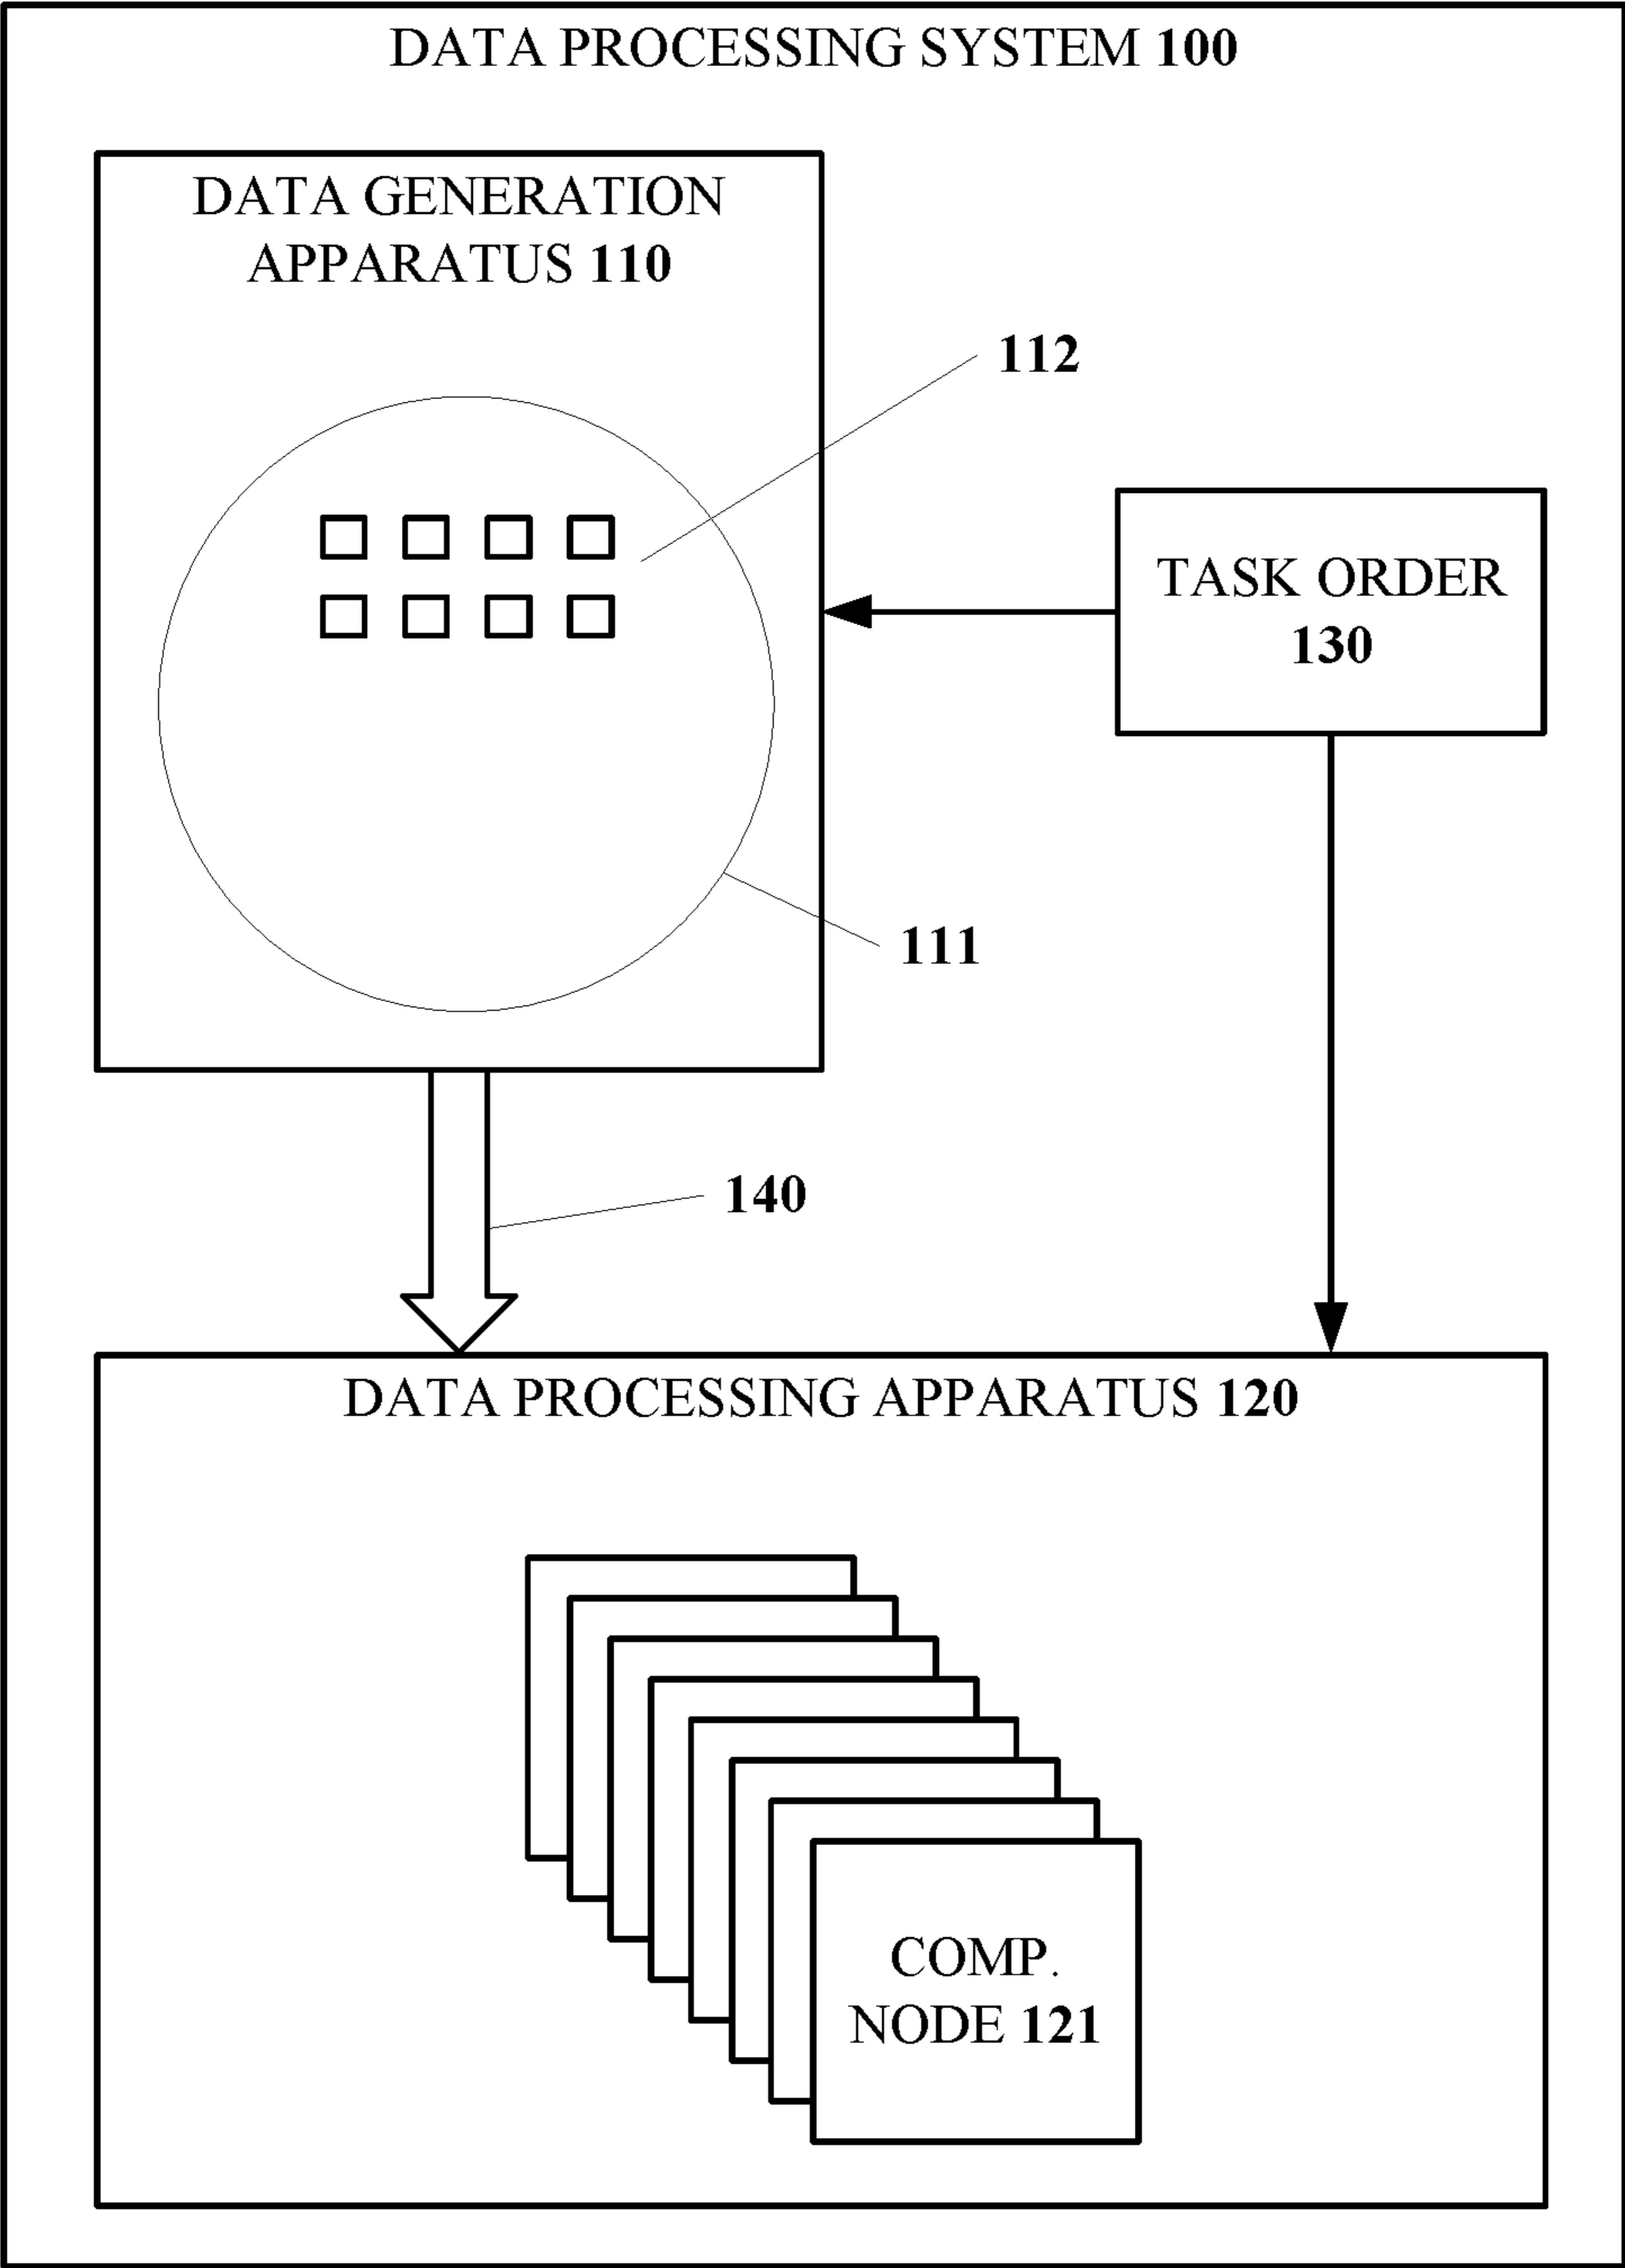 DATA PROCESSING SYSTEM 100
DATA GENERATION
APPARATUS 110
112
TASK ORDER
130
111
140
DATA PROCESSING APPARATUS 120
COMP.
NODE 121